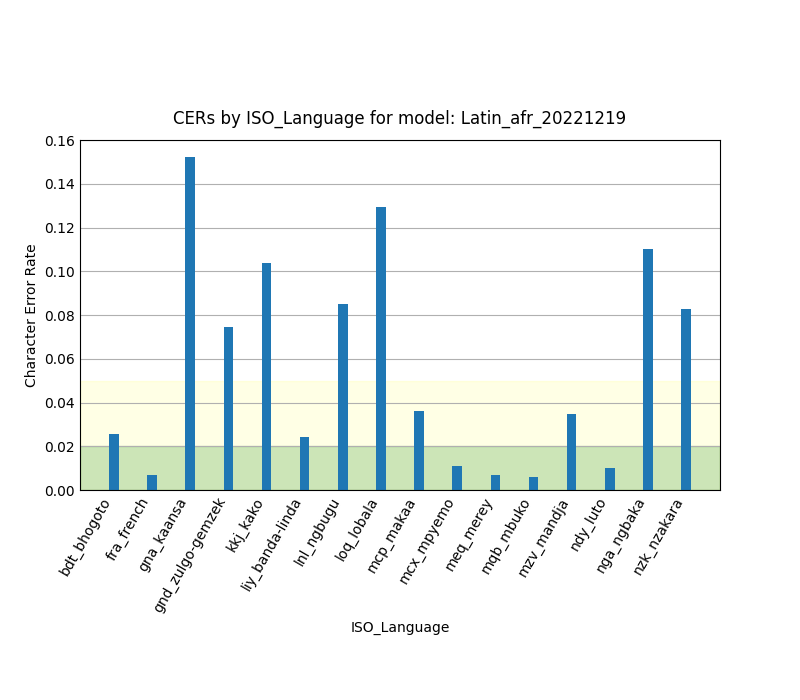 CERs by ISO_Language for model: Latin_afr_20221219
Character Error Rate
0.16
0.14
0.12
0.10
0.08
0.06
0.04
0.02
0.00
bdt_bhogoto
fra_french
gna_kaansa
gnd_zulgo-gemzek
kkj_kako
liy_banda-linda
lnl_ngbugu
loq_lobala
mcp_makaa
mcx_mpyemo
meq_merey
mqb_mbuko
mzv_mandja
ndy_luto
nga_ngbaka
nzk_nzakara
ISO_Language